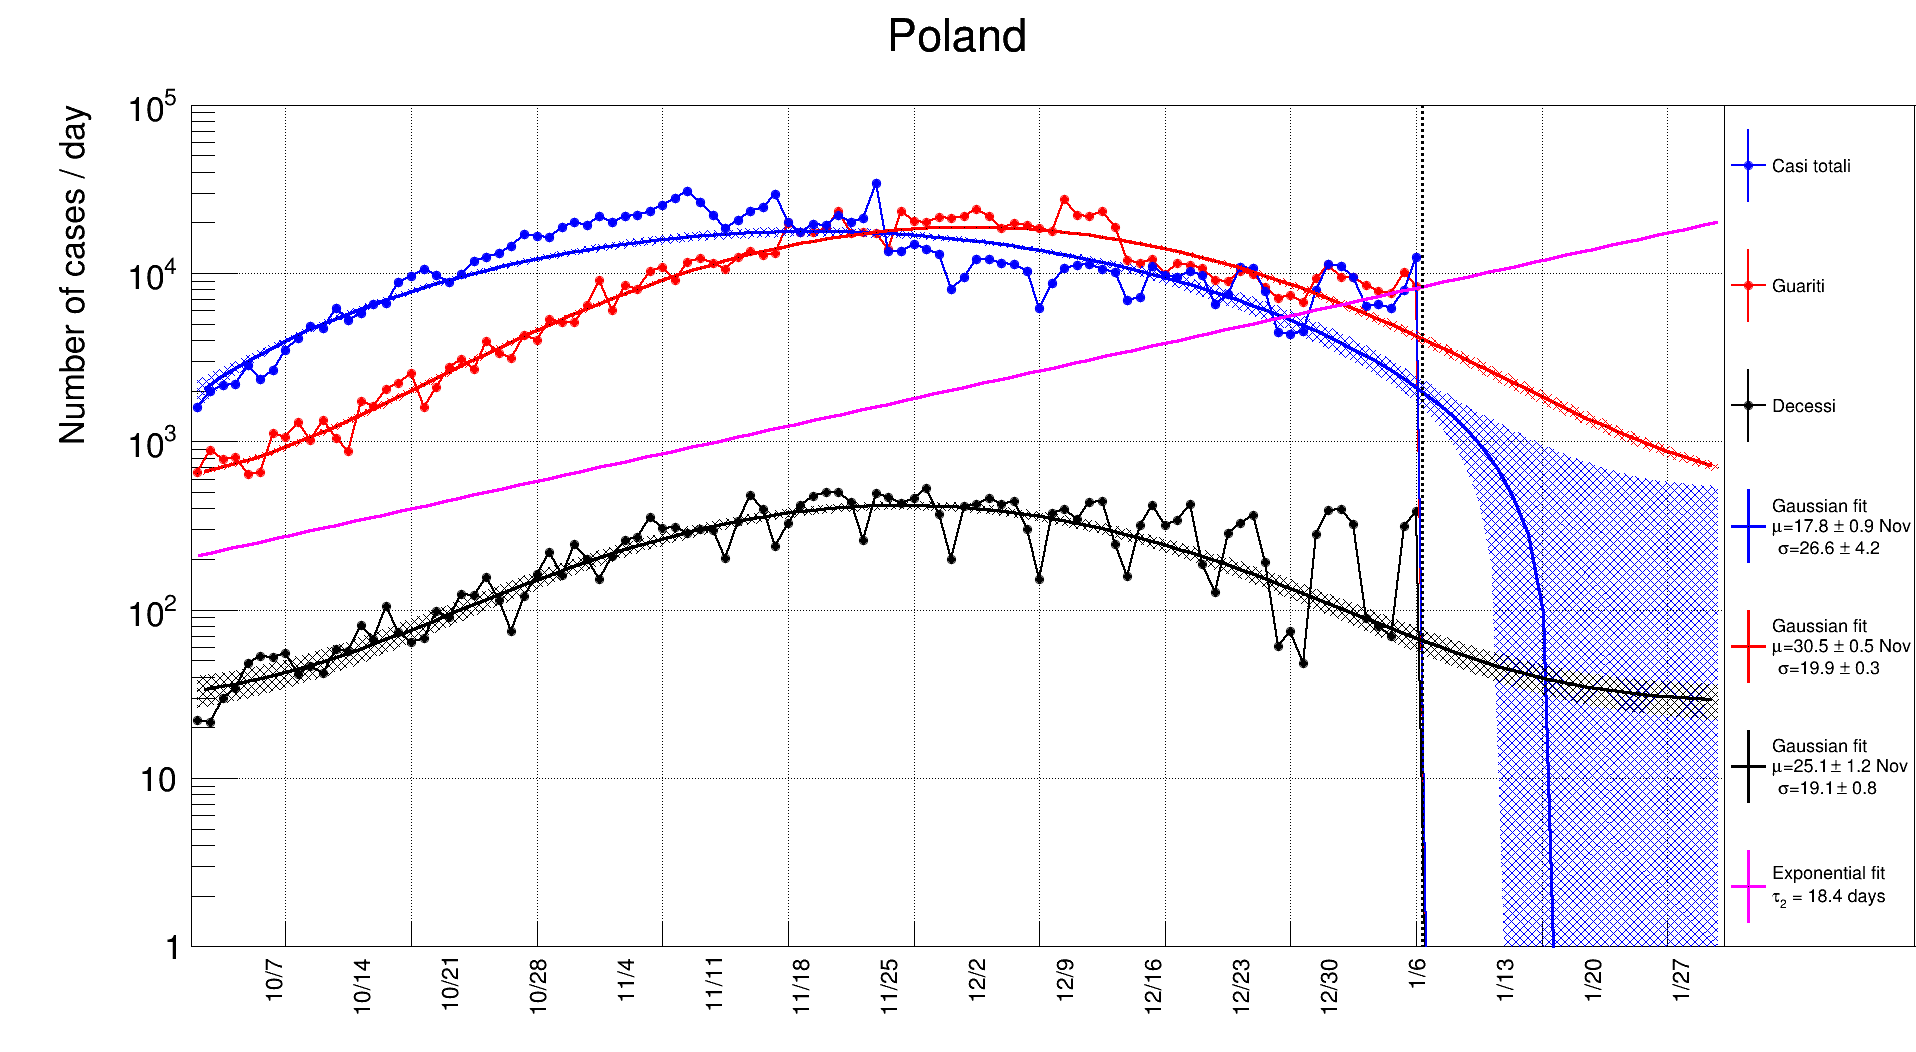 Poland
Number of cases / day
10^5
10^4
10^3
10^2
10
1
10/7
10/14
10/21
10/28
11/4
11/11
11/18
11/25
12/2
12/9
12/16
12/23
12/30
1/6
1/13
1/20
1/27
Casi totali
Guariti
Decessi
Gaussian fit
μ=17.8 ± 0.9 Nov
σ=26.6 ± 4.2
Gaussian fit
μ=30.5 ± 0.5 Nov
σ=19.9 ± 0.3
Gaussian fit
μ=25.1 ± 1.2 Nov
σ=19.1 ± 0.8
Exponential fit
τ₂ = 18.4 days